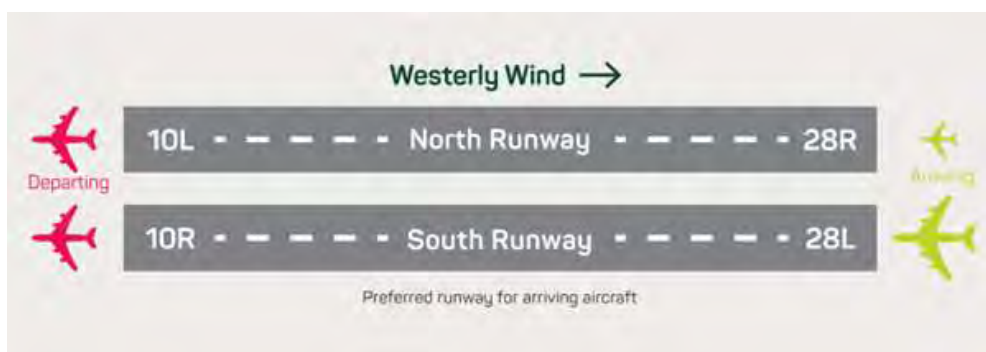 Westerly Wind
10L North Runway 28R
Departing
Arriving
10R South Runway 28L
Preferred runway for arriving aircraft